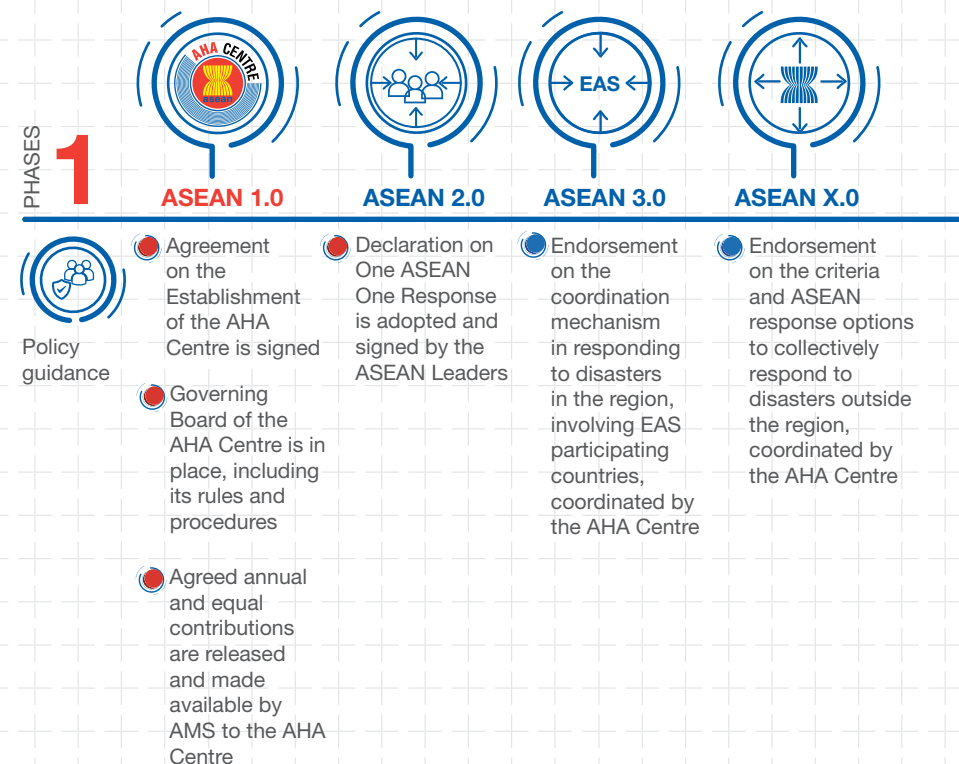 PHASES
1
AHA CENTRE
asean
EAS
ASEAN 1.0
ASEAN 2.0
ASEAN 3.0
ASEAN X.0
Policy
guidance
Agreement
on the
Establishment
of the AHA
Centre is signed
Governing
Board of the
AHA Centre is in
place, including
its rules and
procedures
Agreed annual
and equal
contributions
are released
and made
available by
AMS to the AHA
Centre
Declaration on
One ASEAN
One Response
is adopted and
signed by the
ASEAN Leaders
Endorsement
on the
coordination
mechanism
in responding
to disasters
in the region,
involving EAS
participating
countries,
coordinated by
the AHA Centre
Endorsement
on the criteria
and ASEAN
response options
to collectively
respond to
disasters outside
the region,
coordinated by
the AHA Centre